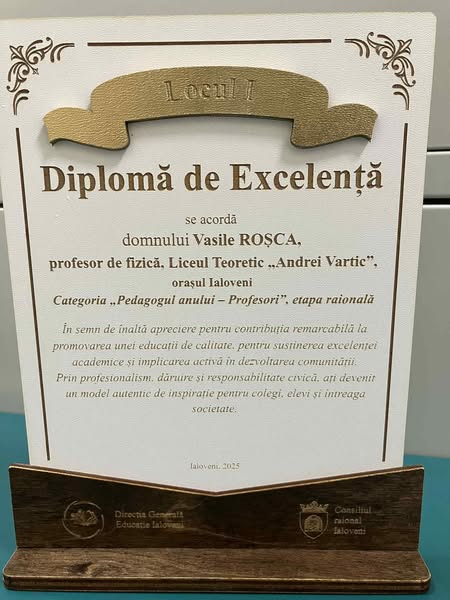 Locul I
Diplomă de Excelență
se acordă
domnului Vasile ROȘCA,
profesor de fizică, Liceul Teoretic „Andrei Vartic”,
orașul Ialoveni
Categoria „Pedagogul anului – Profesori”, etapa raională
În semn de înaltă apreciere pentru contribuția remarcabilă la
promovarea unei educații de calitate, pentru susținerea excelenței
academice și implicarea activă în dezvoltarea comunității.
Prin profesionalism, dăruire și responsabilitate civică, ați devenit
un model autentic de inspirație pentru colegi, elevi și întreaga
societate.
Ialoveni, 2025
Direcția Generală
Educație Ialoveni
Consiliul
raional
Ialoveni